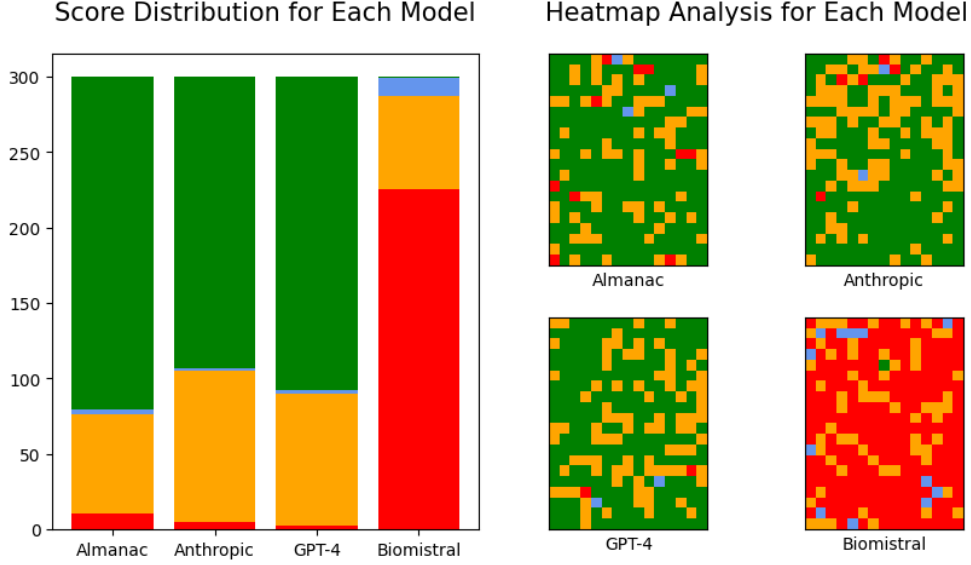 Score Distribution for Each Model
300
250
200
150
100
50
0
Almanac
Anthropic
GPT-4
Biomistral
Heatmap Analysis for Each Model
Almanac
Anthropic
GPT-4
Biomistral